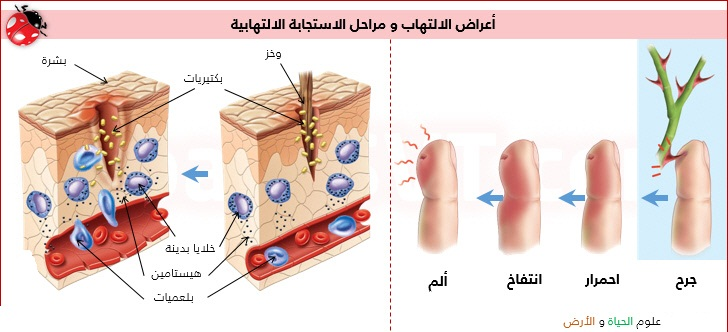 أعراض الالتهاب و مراحل الاستجابة الالتهابية
وخز
بشرة
بكتيريات
خلايا بدينة
هيستامين
بلعميات
جرح
احمرار
انتفاخ
ألم
علوم الحياة و الأرض